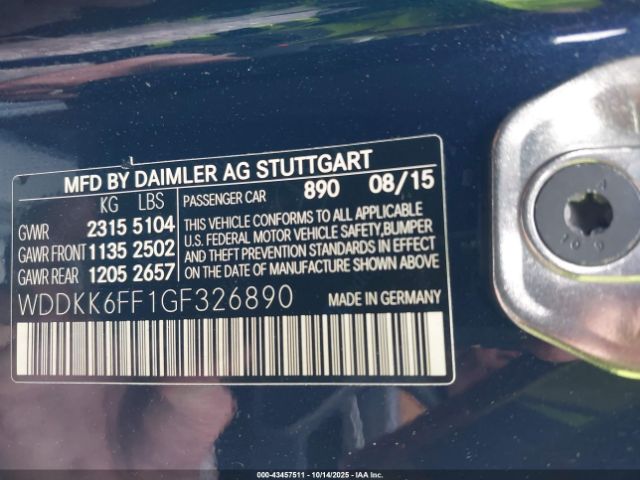 MFD BY DAIMLER AG STUTTGART
KG LBS
GVWR 2315 5104
GAWR FRONT 1135 2502
GAWR REAR 1205 2657
PASSENGER CAR 890 08/15
THIS VEHICLE CONFORMS TO ALL APPLICABLE
U.S. FEDERAL MOTOR VEHICLE SAFETY,BUMPER
AND THEFT PREVENTION STANDARDS IN EFFECT
ON THE DATE OF MANUFACTURE SHOWN ABOVE.
WDDKK6FF1GF326890 MADE IN GERMANY
000-43457511 - 10/14/2025 - IAA Inc.